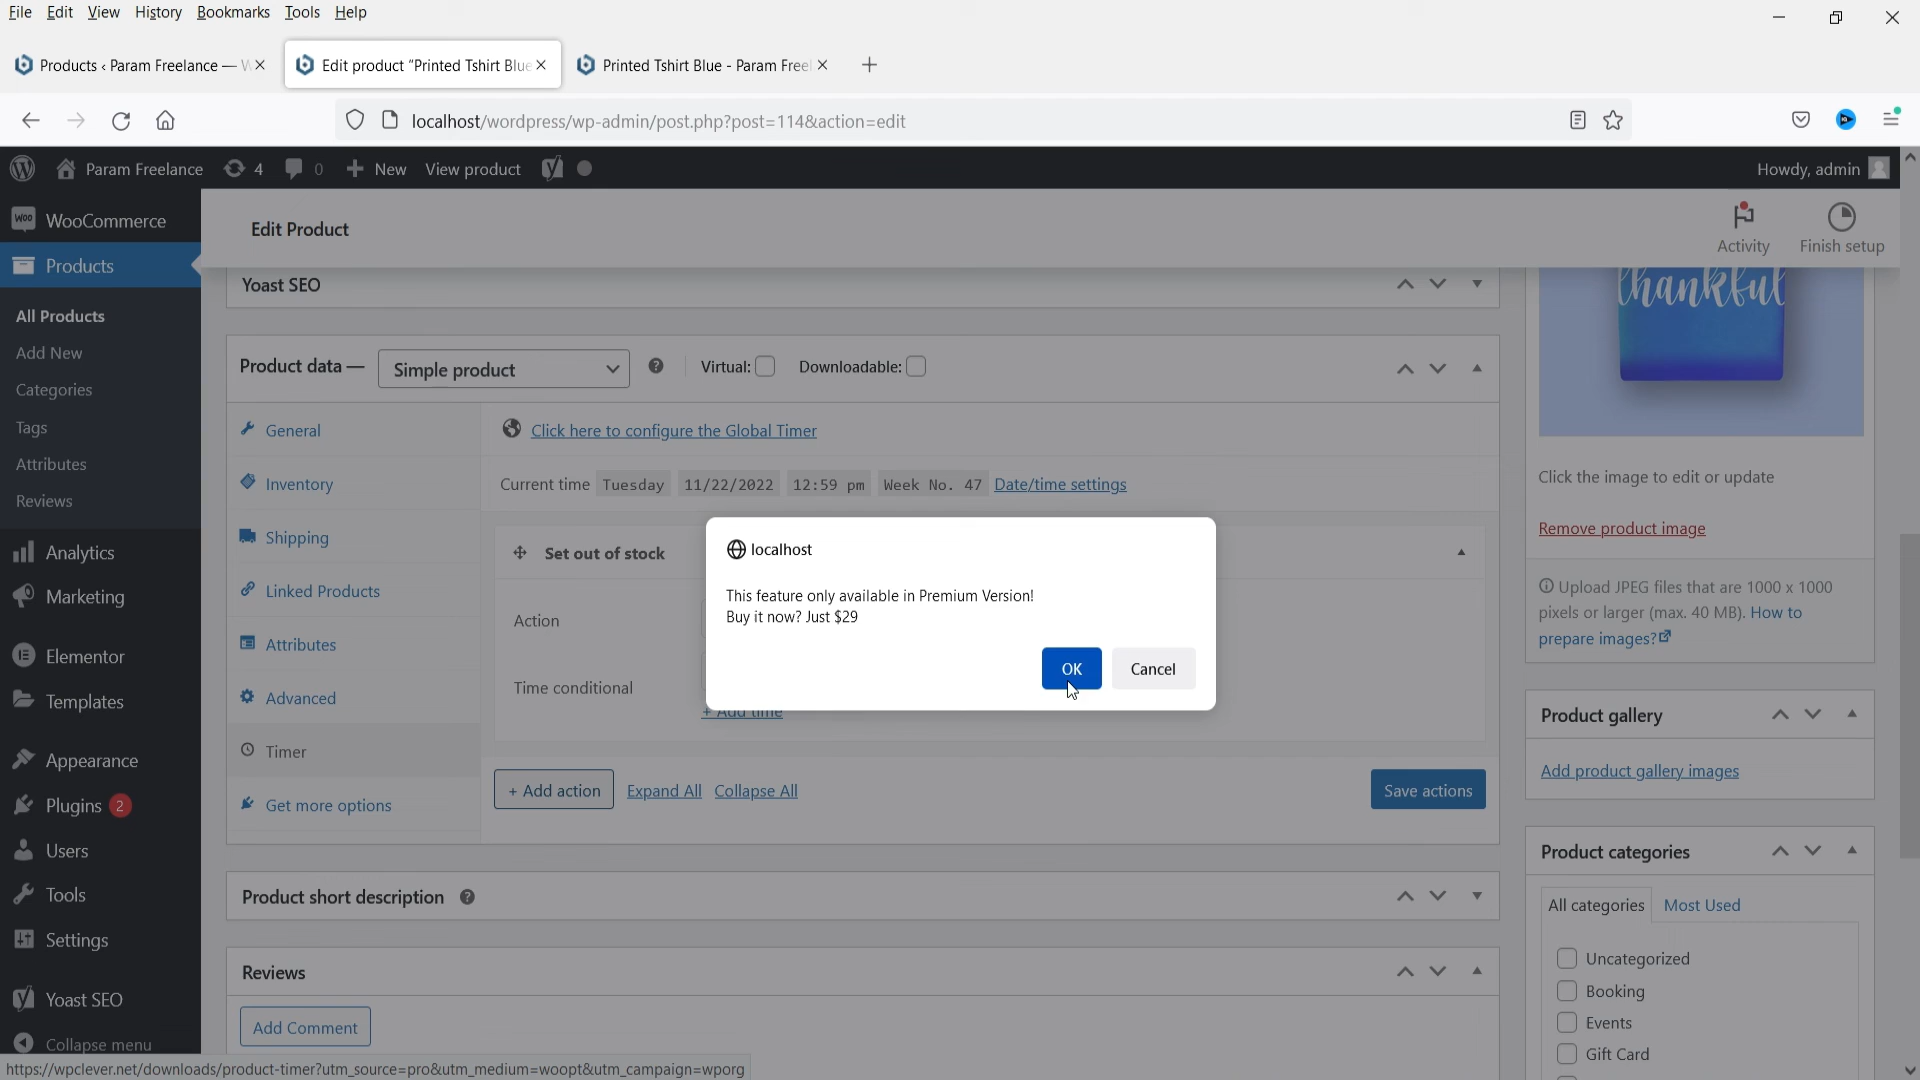 File Edit View History Bookmarks Tools Help
Products ‹ Param Freelance — W
Edit product "Printed Tshirt Blue
Printed Tshirt Blue - Param Free
localhost/wordpress/wp-admin/post.php?post=114&action=edit
Param Freelance 4 0 New View product Howdy, admin
WooCommerce
Products
All Products
Add New
Categories
Tags
Attributes
Reviews
Analytics
Marketing
Elementor
Templates
Appearance
Plugins 2
Users
Tools
Settings
Yoast SEO
Collapse menu
Edit Product
Activity
Finish setup
Yoast SEO
Product data — Simple product Virtual: Downloadable:
General
Inventory
Shipping
Linked Products
Attributes
Advanced
Timer
Get more options
Click here to configure the Global Timer
Current time Tuesday 11/22/2022 12:59 pm Week No. 47 Date/time settings
Set out of stock
Action
Time conditional
+ Add time
localhost
This feature only available in Premium Version!
Buy it now? Just $29
OK Cancel
+ Add action Expand All Collapse All Save actions
Product short description
Reviews
Add Comment
thankful
Click the image to edit or update
Remove product image
Upload JPEG files that are 1000 x 1000
pixels or larger (max. 40 MB). How to
prepare images?
Product gallery
Add product gallery images
Product categories
All categories Most Used
Uncategorized
Booking
Events
Gift Card
https://wpclever.net/downloads/product-timer?utm_source=pro&utm_medium=woopt&utm_campaign=wporg